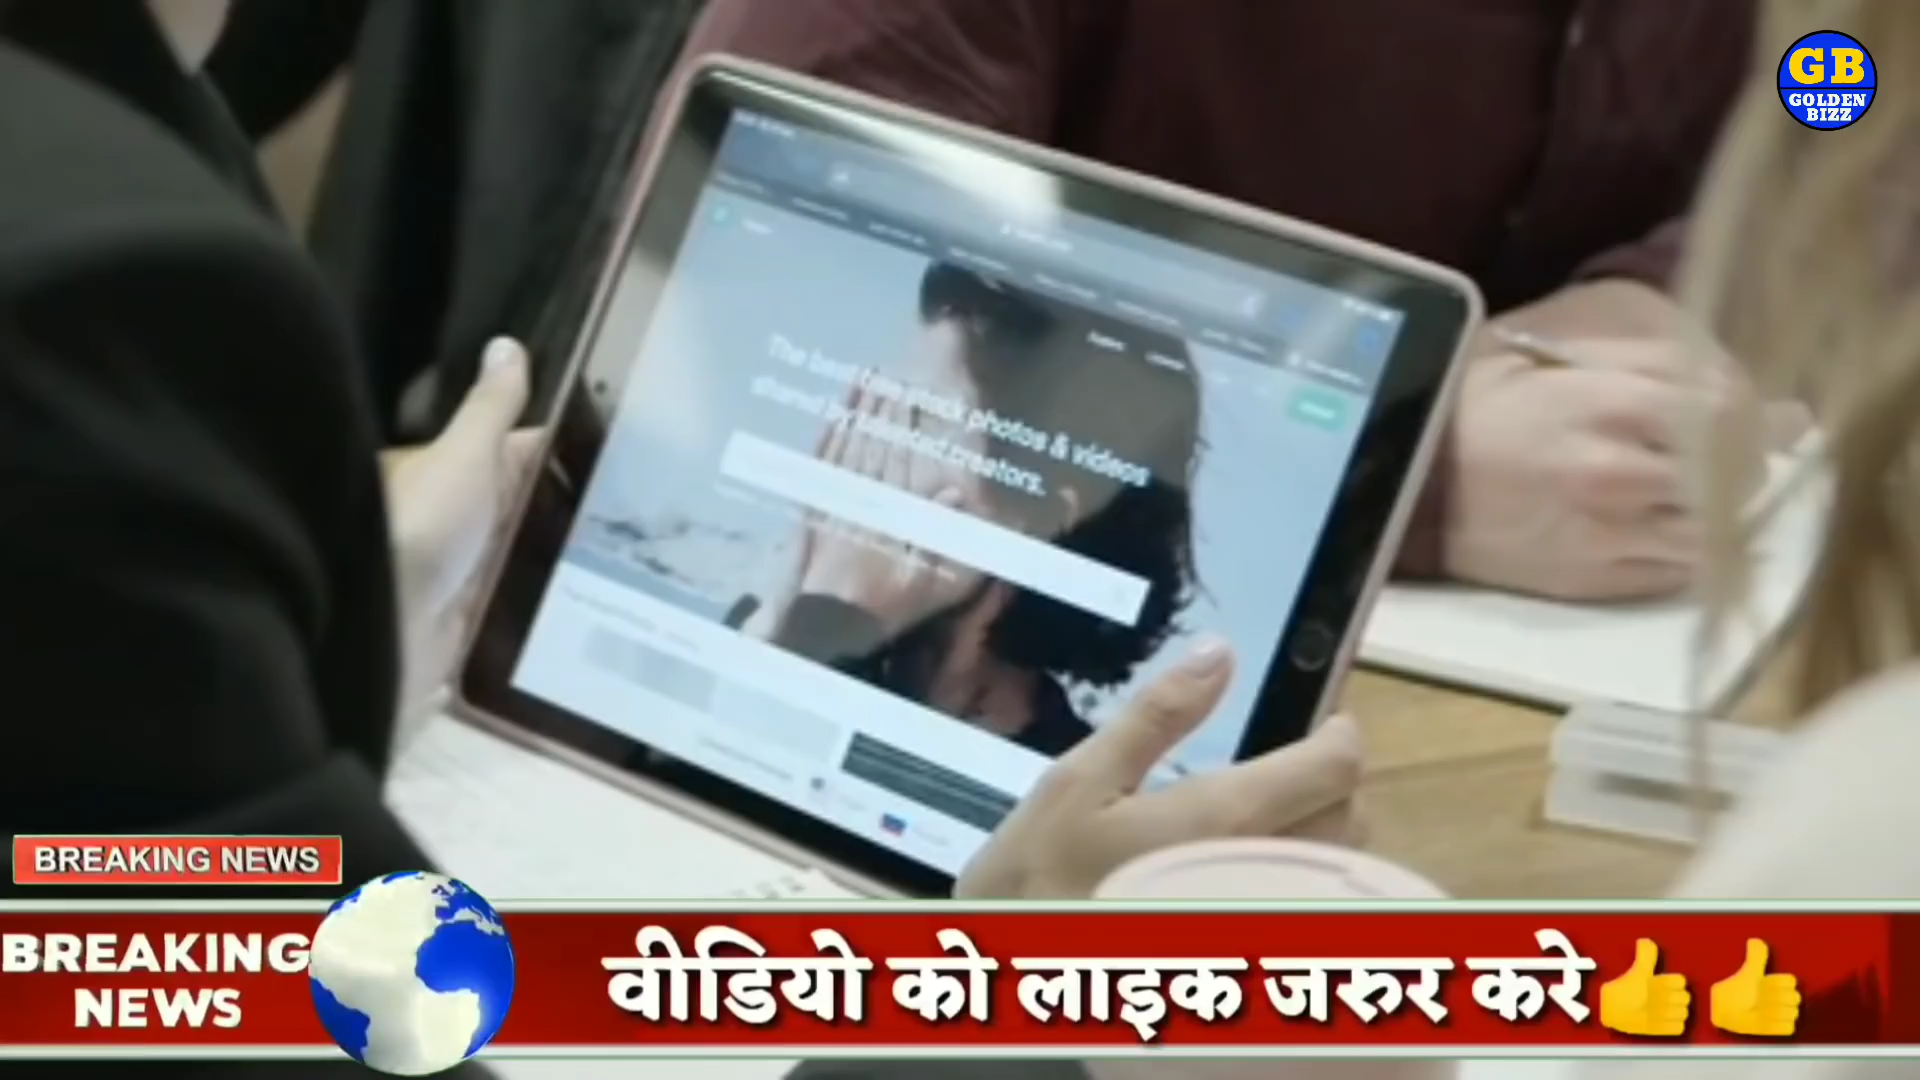 GB
GOLDEN
BIZZ
The best free stock photos & videos
shared by talented creators.
BREAKING NEWS
BREAKING
NEWS
वीडियो को लाइक जरुर करे👍👍